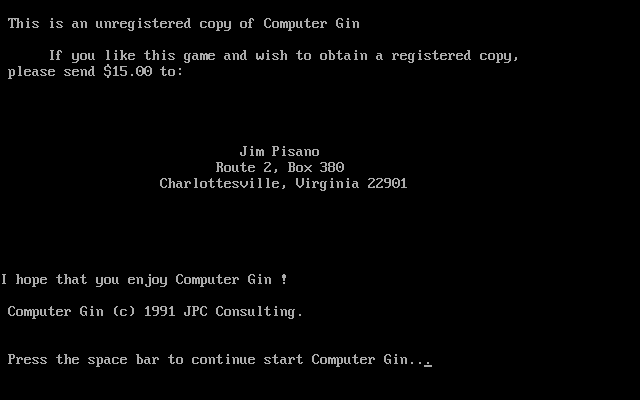 This is an unregistered copy of Computer Gin
If you like this game and wish to obtain a registered copy,
please send $15.00 to:
Jim Pisano
Route 2, Box 380
Charlottesville, Virginia 22901
I hope that you enjoy Computer Gin !
Computer Gin (c) 1991 JPC Consulting.
Press the space bar to continue start Computer Gin..._